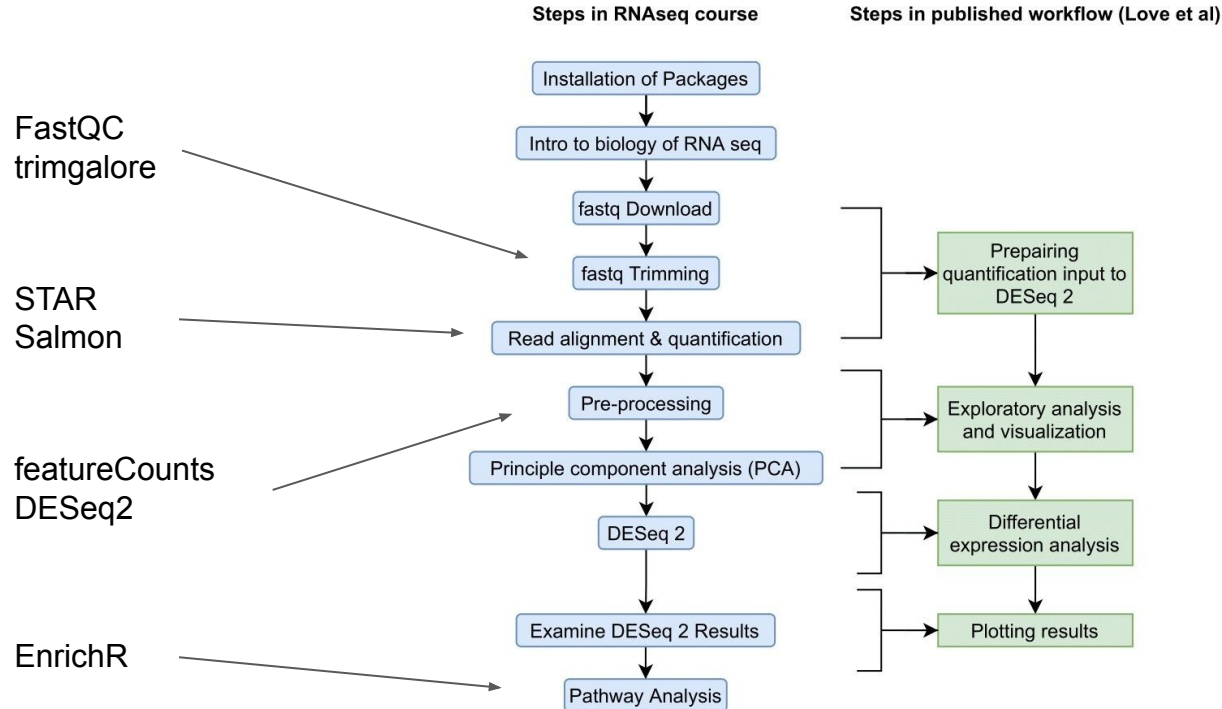 Steps in RNAseq course
Steps in published workflow (Love et al)
FastQC
trimgalore
STAR
Salmon
featureCounts
DESeq2
EnrichR
Installation of Packages
Intro to biology of RNA seq
fastq Download
fastq Trimming
Read alignment & quantification
Pre-processing
Principle component analysis (PCA)
DESeq 2
Examine DESeq 2 Results
Pathway Analysis
Prepairing
quantification input to
DESeq 2
Exploratory analysis
and visualization
Differential
expression analysis
Plotting results